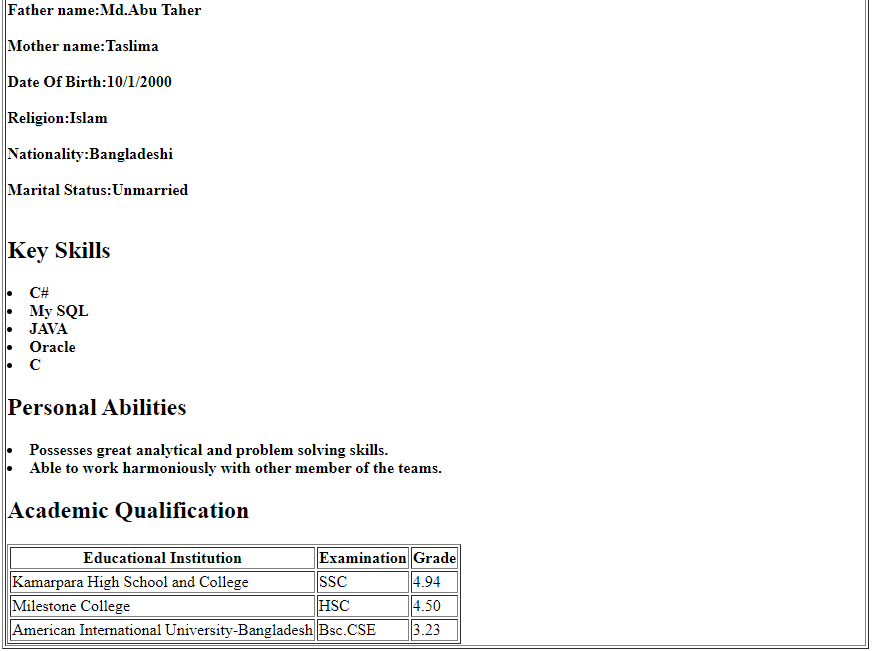 Father name:Md.Abu Taher
Mother name:Taslima
Date Of Birth:10/1/2000
Religion:Islam
Nationality:Bangladeshi
Marital Status:Unmarried
Key Skills
C#
My SQL
JAVA
Oracle
C
Personal Abilities
Possesses great analytical and problem solving skills.
Able to work harmoniously with other member of the teams.
Academic Qualification
Educational Institution Examination Grade
Kamarpara High School and College SSC 4.94
Milestone College HSC 4.50
American International University-Bangladesh Bsc.CSE 3.23